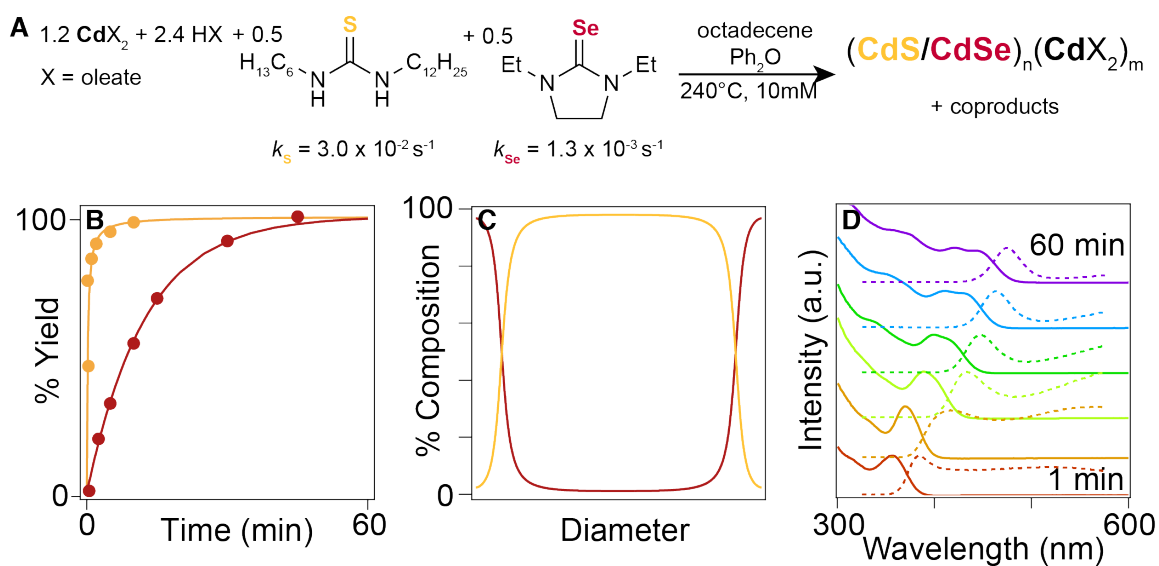 A
1.2 CdX2 + 2.4 HX + 0.5
X = oleate
S
H13C6
N
H
N
H
C12H25
kS = 3.0 x 10-2 s-1
+ 0.5
Se
Et
N
N
Et
kSe = 1.3 x 10-3 s-1
octadecene
Ph2O
240°C, 10mM
(CdS/CdSe)n(CdX2)m
+ coproducts
B
100
0
% Yield
0
60
Time (min)
C
100
0
% Composition
Diameter
D
60 min
1 min
Intensity (a.u.)
300
600
Wavelength (nm)